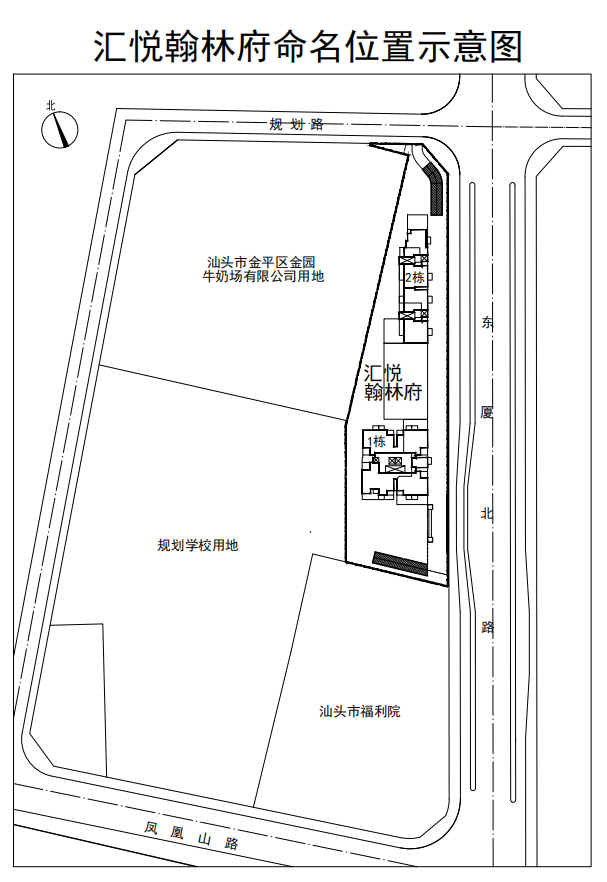 汇悦翰林府命名位置示意图
北
规划路
汕头市金平区金园
牛奶场有限公司用地
2栋
东厦北路
汇悦
翰林府
1栋
规划学校用地
汕头市福利院
凤凰山路